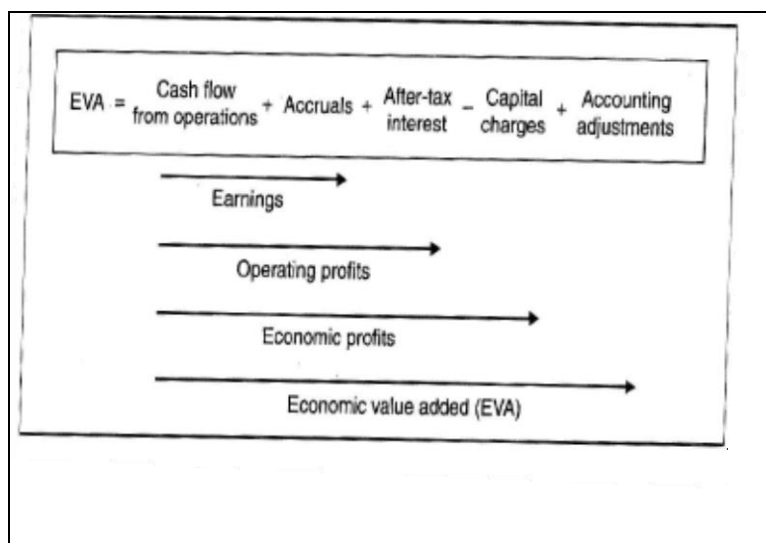 EVA = Cash flow from operations + Accruals + After-tax interest – Capital charges + Accounting adjustments
Earnings
Operating profits
Economic profits
Economic value added (EVA)